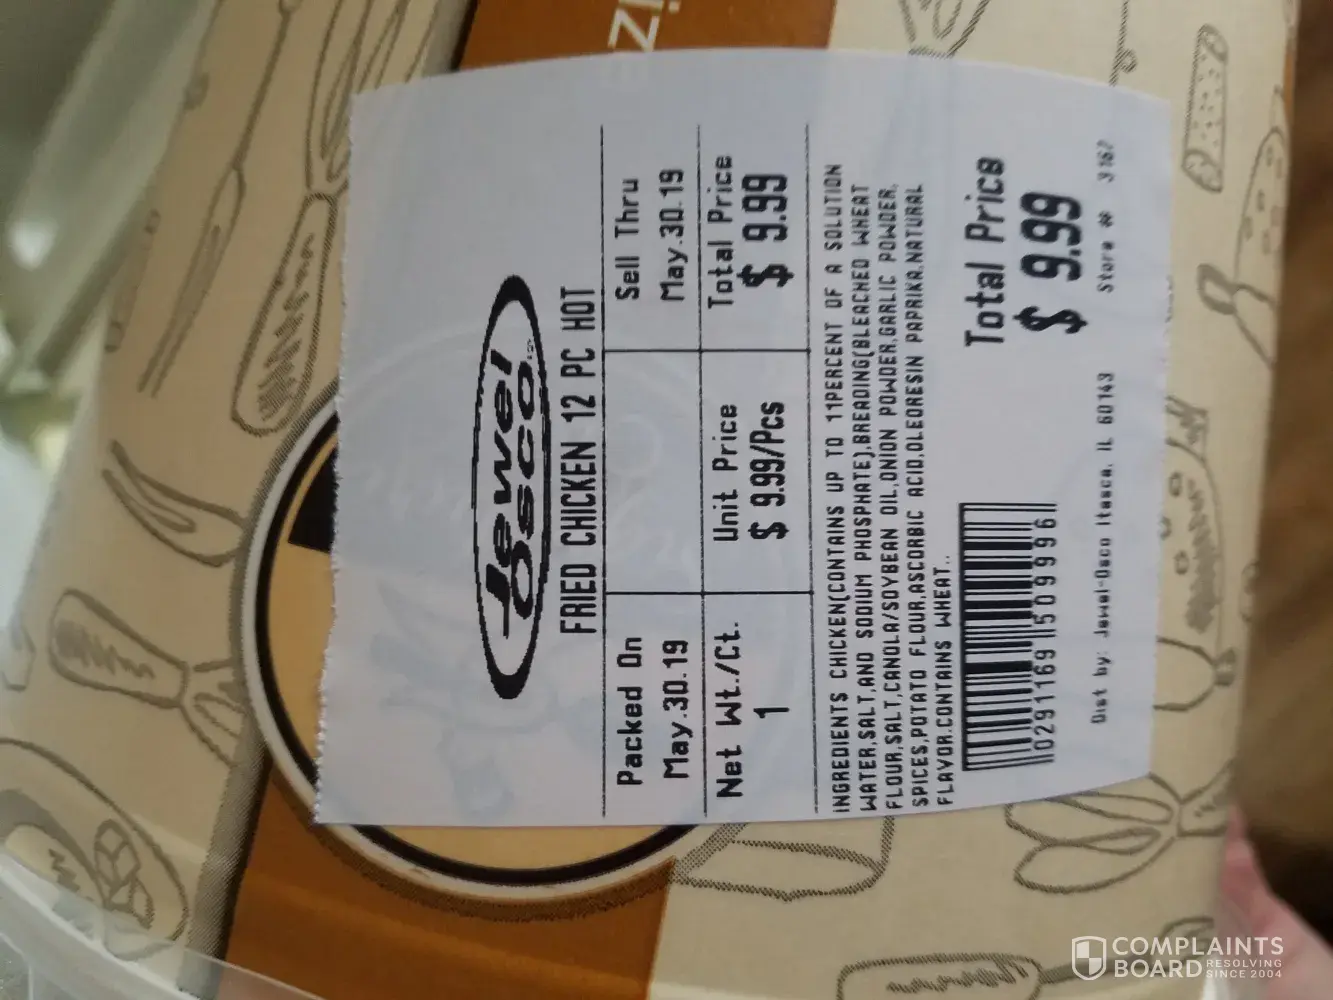 Jewel
Osco
FRIED CHICKEN 12 PC HOT
Packed On Sell Thru
May.30.19 May.30.19
Net Wt./Ct. Unit Price Total Price
1 $ 9.99/Pcs $ 9.99
INGREDIENTS CHICKEN(CONTAINS UP TO 11PERCENT OF A SOLUTION
WATER,SALT,AND SODIUM PHOSPHATE),BREADING(BLEACHED WHEAT
FLOUR,SALT,CANOLA/SOYBEAN OIL,ONION POWDER,GARLIC POWDER,
SPICES,POTATO FLOUR,ASCORBIC ACID,OLEORESIN PAPRIKA,NATURAL
FLAVOR.CONTAINS WHEAT..
Total Price
$ 9.99
0291169 509996
Dist by: Jewel-Osco Itasca, IL 60143 Store # 3162
COMPLAINTS
BOARD RESOLVING
SINCE 2004